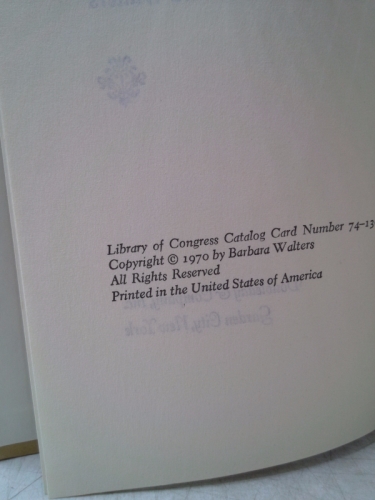 Library of Congress Catalog Card Number 74-13
Copyright © 1970 by Barbara Walters
All Rights Reserved
Printed in the United States of America